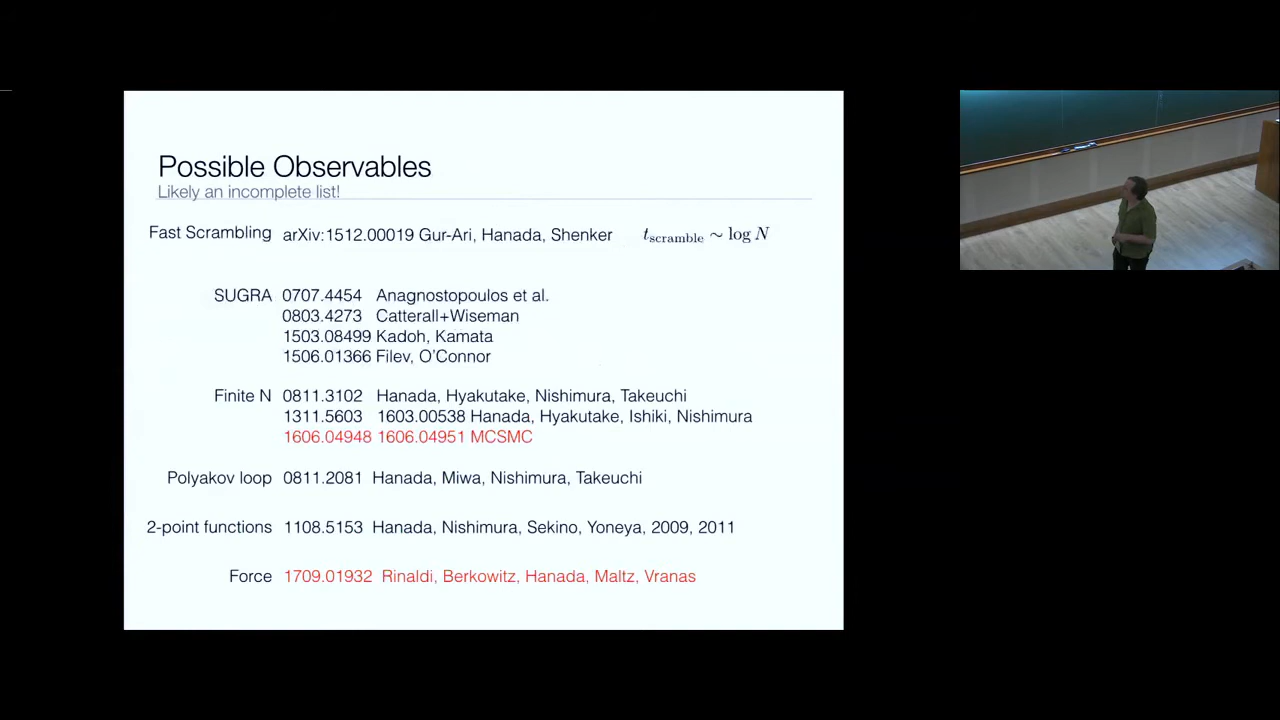 Possible Observables
Likely an incomplete list!
Fast Scrambling arXiv:1512.00019 Gur-Ari, Hanada, Shenker t_scramble ∼ log N
SUGRA 0707.4454 Anagnostopoulos et al.
0803.4273 Catterall+Wiseman
1503.08499 Kadoh, Kamata
1506.01366 Filev, O'Connor
Finite N 0811.3102 Hanada, Hyakutake, Nishimura, Takeuchi
1311.5603 1603.00538 Hanada, Hyakutake, Ishiki, Nishimura
1606.04948 1606.04951 MCSMC
Polyakov loop 0811.2081 Hanada, Miwa, Nishimura, Takeuchi
2-point functions 1108.5153 Hanada, Nishimura, Sekino, Yoneya, 2009, 2011
Force 1709.01932 Rinaldi, Berkowitz, Hanada, Maltz, Vranas